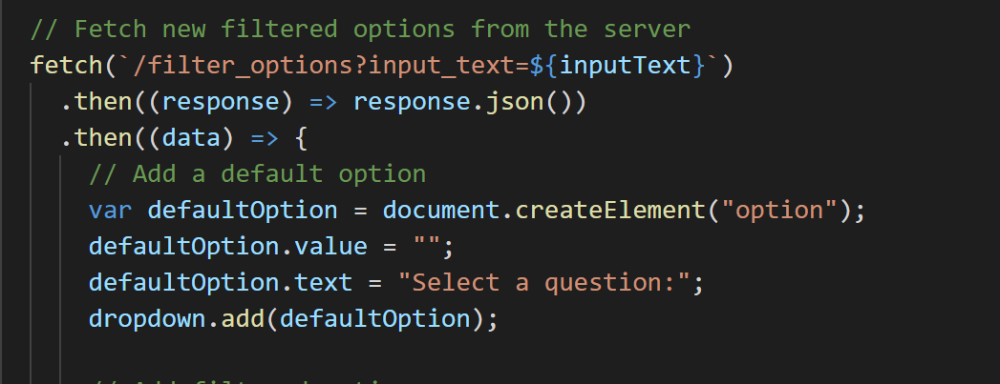 // Fetch new filtered options from the server
fetch(`/filter_options?input_text=${inputText}`)
.then((response) => response.json())
.then((data) => {
// Add a default option
var defaultOption = document.createElement("option");
defaultOption.value = "";
defaultOption.text = "Select a question:";
dropdown.add(defaultOption);